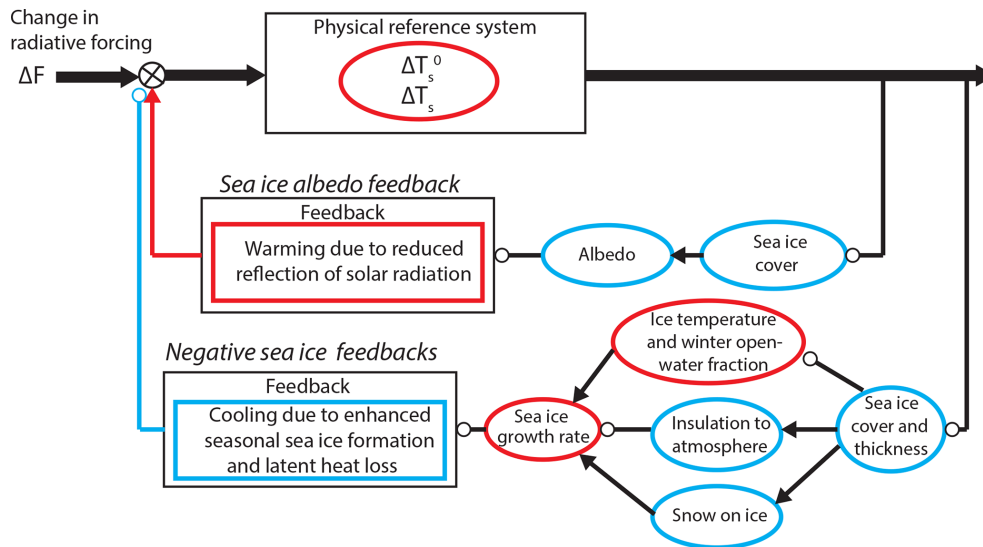 Change in
radiative forcing
ΔF
Physical reference system
ΔTs⁰
ΔTs
Sea ice albedo feedback
Feedback
Warming due to reduced
reflection of solar radiation
Albedo
Sea ice
cover
Negative sea ice feedbacks
Feedback
Cooling due to enhanced
seasonal sea ice formation
and latent heat loss
Sea ice
growth rate
Ice temperature
and winter open-
water fraction
Insulation to
atmosphere
Snow on ice
Sea ice
cover and
thickness